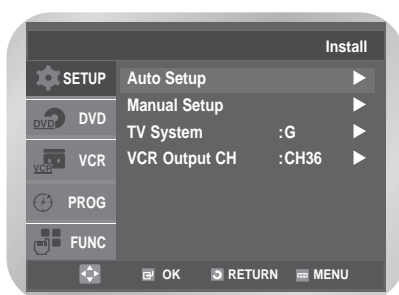 Install
SETUP
Auto Setup
Manual Setup
DVD DVD
TV System :G
VCR VCR
VCR Output CH :CH36
PROG
FUNC
OK RETURN MENU